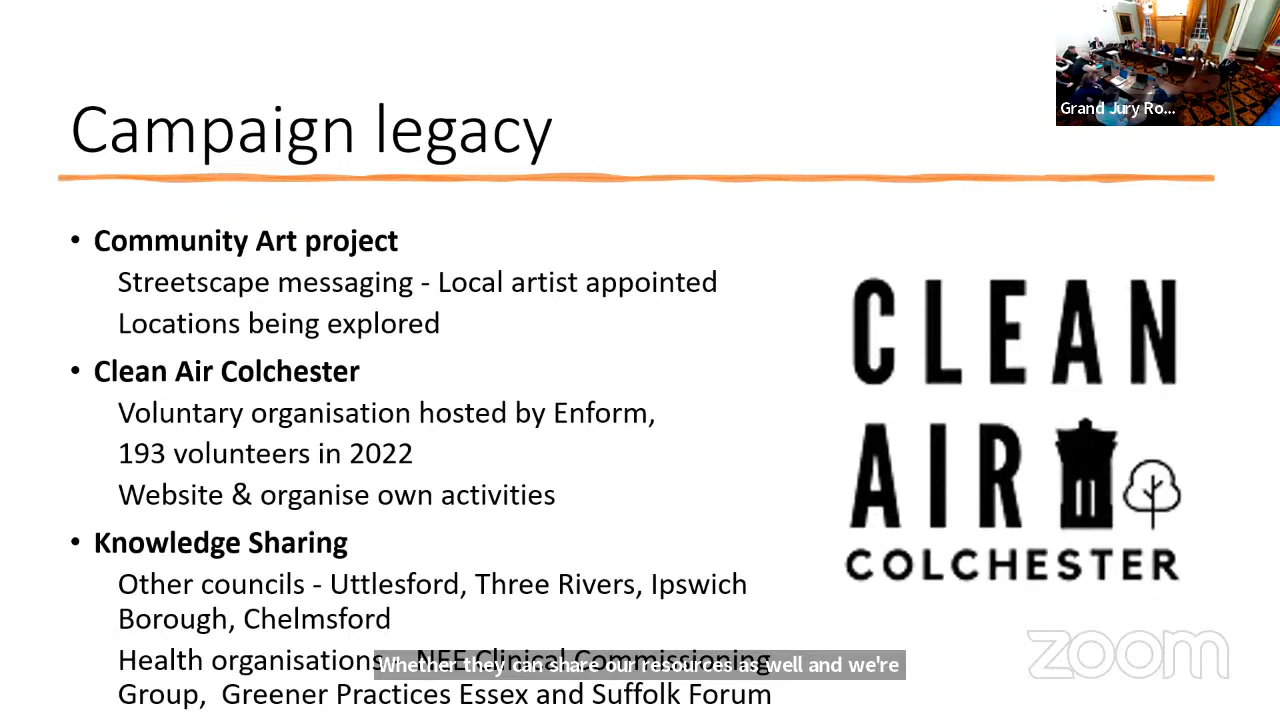 Grand Jury Ro...
Campaign legacy
• Community Art project
Streetscape messaging - Local artist appointed
Locations being explored
• Clean Air Colchester
Voluntary organisation hosted by Enform,
193 volunteers in 2022
Website & organise own activities
• Knowledge Sharing
Other councils - Uttlesford, Three Rivers, Ipswich
Borough, Chelmsford
Health organisations - NEE Clinical Commissioning
Group, Greener Practices Essex and Suffolk Forum
Whether they can share our resources as well and we're
CLEAN
AIR
COLCHESTER
zoom